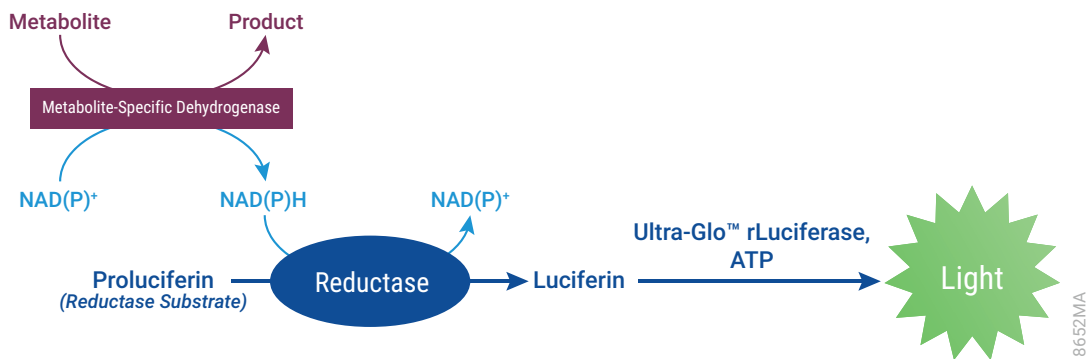 Metabolite
Product
Metabolite-Specific Dehydrogenase
NAD(P)⁺
NAD(P)H
NAD(P)⁺
Ultra-Glo™ rLuciferase,
ATP
Proluciferin
(Reductase Substrate)
Reductase
Luciferin
Light
8652MA